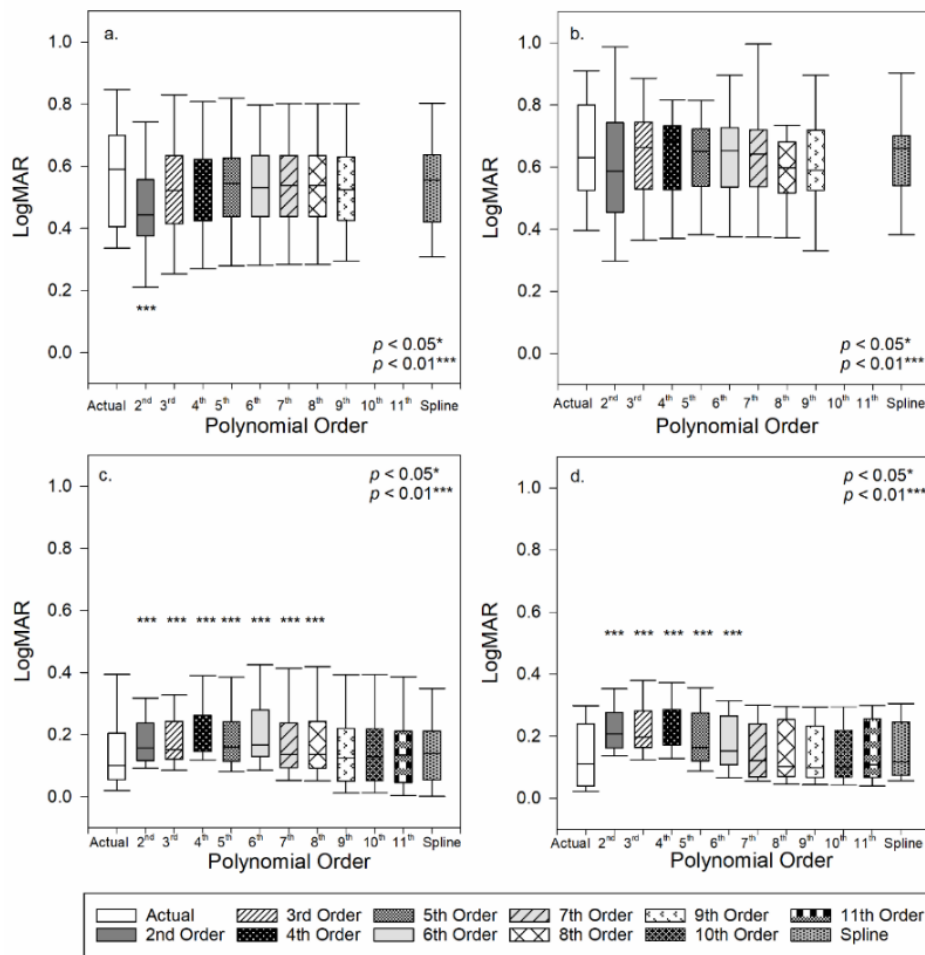 a.
1.0
0.8
0.6
0.4
0.2
0.0
LogMAR
***
p < 0.05*
p < 0.01***
Actual 2nd 3rd 4th 5th 6th 7th 8th 9th 10th 11th Spline
Polynomial Order
b.
1.0
0.8
0.6
0.4
0.2
0.0
LogMAR
p < 0.05*
p < 0.01***
Actual 2nd 3rd 4th 5th 6th 7th 8th 9th 10th 11th Spline
Polynomial Order
c.
1.0
0.8
0.6
0.4
0.2
0.0
LogMAR
p < 0.05*
p < 0.01***
*** *** *** *** *** *** ***
Actual 2nd 3rd 4th 5th 6th 7th 8th 9th 10th 11th Spline
Polynomial Order
d.
1.0
0.8
0.6
0.4
0.2
0.0
LogMAR
p < 0.05*
p < 0.01***
*** *** *** *** ***
Actual 2nd 3rd 4th 5th 6th 7th 8th 9th 10th 11th Spline
Polynomial Order
Actual 3rd Order 5th Order 7th Order 9th Order 11th Order
2nd Order 4th Order 6th Order 8th Order 10th Order Spline